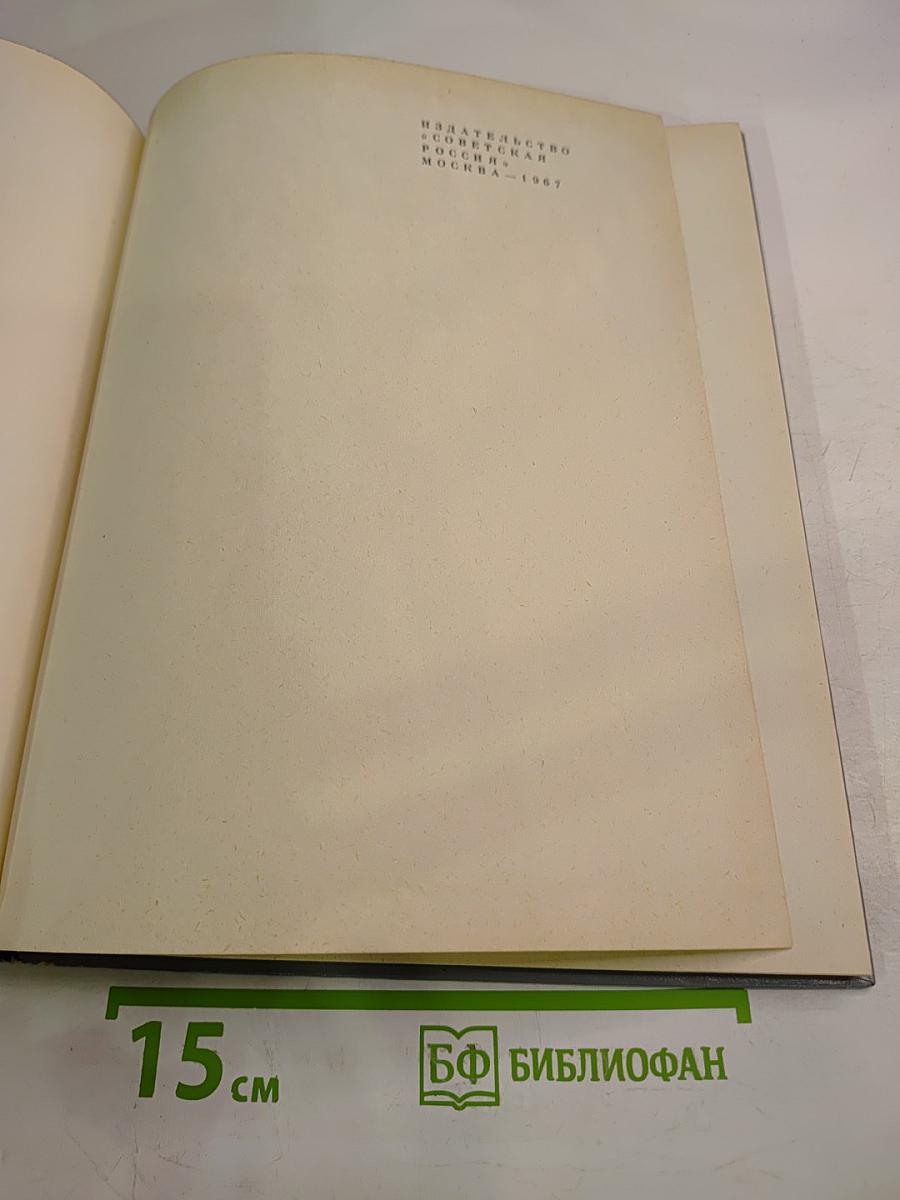 ИЗДАТЕЛЬСТВО
«СОВЕТСКАЯ
РОССИЯ»
МОСКВА — 1967
15 см
БФ БИБЛИОФАН